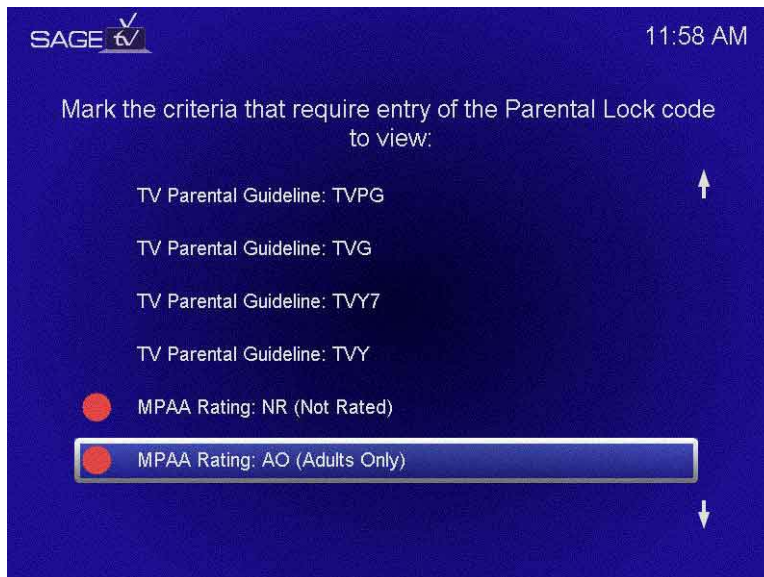 SAGE tv
11:58 AM
Mark the criteria that require entry of the Parental Lock code
to view:
TV Parental Guideline: TVPG
TV Parental Guideline: TVG
TV Parental Guideline: TVY7
TV Parental Guideline: TVY
MPAA Rating: NR (Not Rated)
MPAA Rating: AO (Adults Only)